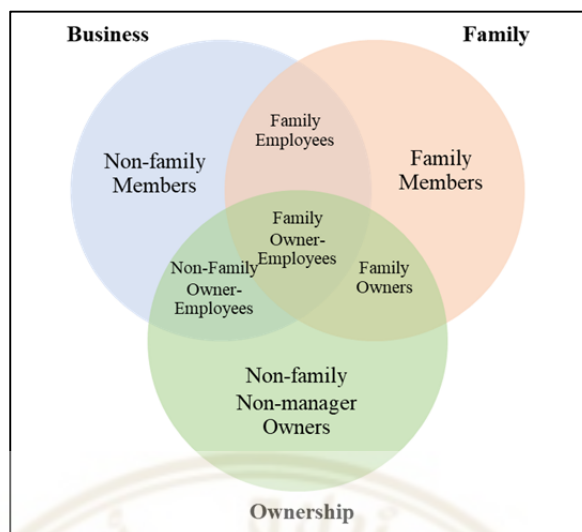 Business
Family
Family
Employees
Non-family
Members
Family
Members
Family
Owner-
Employees
Non-Family
Owner-
Employees
Family
Owners
Non-family
Non-manager
Owners
Ownership